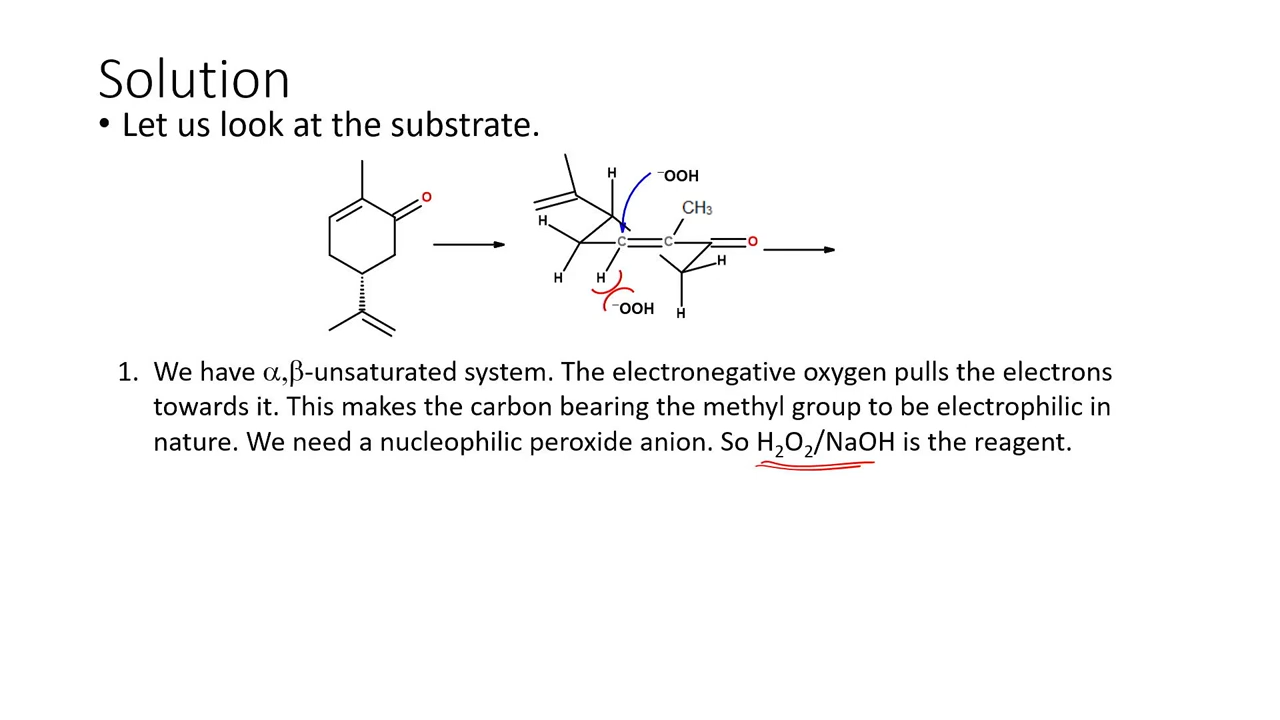 Solution
• Let us look at the substrate.
H ⁻OOH
O CH₃
H
C C O
H
H H
⁻OOH H
1. We have α,β-unsaturated system. The electronegative oxygen pulls the electrons
towards it. This makes the carbon bearing the methyl group to be electrophilic in
nature. We need a nucleophilic peroxide anion. So H₂O₂/NaOH is the reagent.